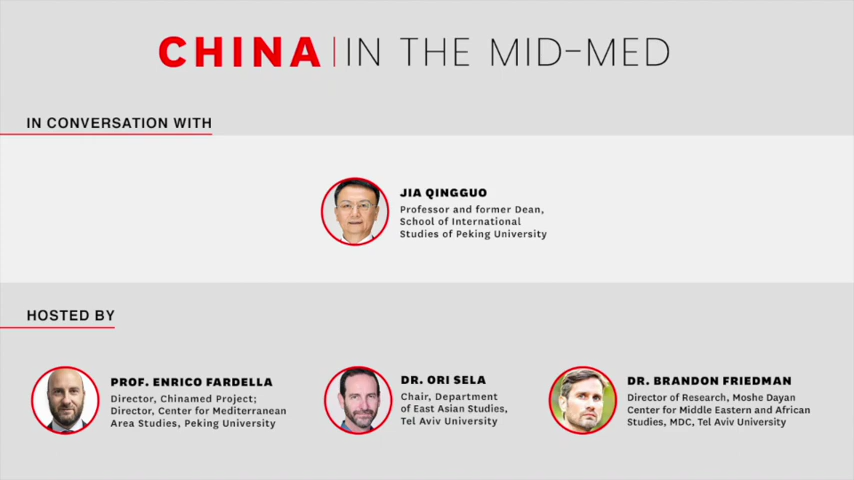 CHINA | IN THE MID-MED
IN CONVERSATION WITH
JIA QINGGUO
Professor and former Dean,
School of International
Studies of Peking University
HOSTED BY
PROF. ENRICO FARDELLA
Director, Chinamed Project;
Director, Center for Mediterranean
Area Studies, Peking University
DR. ORI SELA
Chair, Department
of East Asian Studies,
Tel Aviv University
DR. BRANDON FRIEDMAN
Director of Research, Moshe Dayan
Center for Middle Eastern and African
Studies, MDC, Tel Aviv University